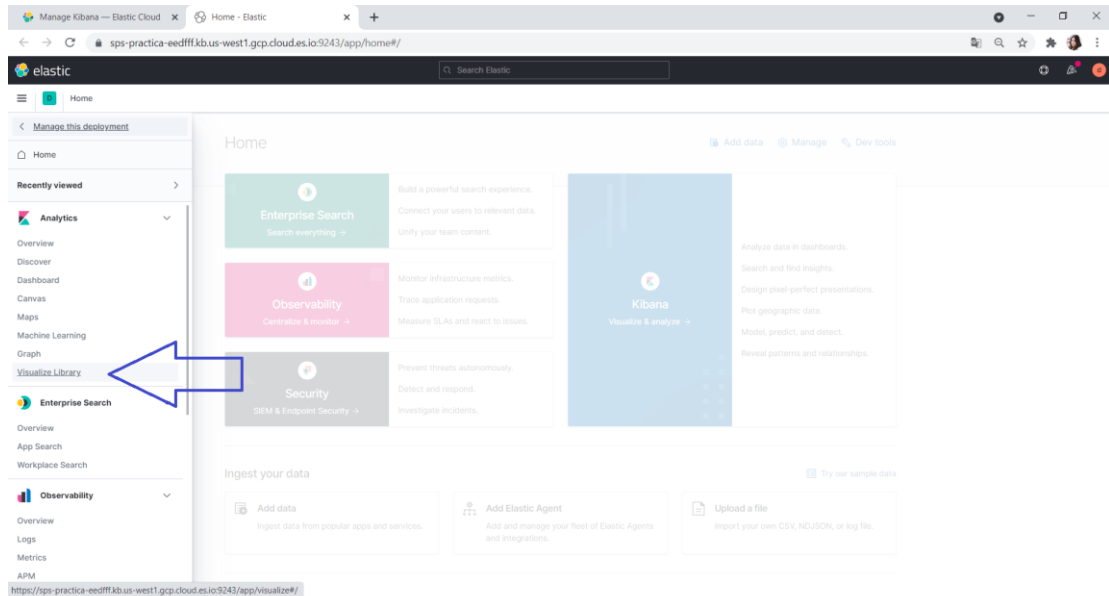 Manage Kibana — Elastic Cloud
Home - Elastic
sps-practica-eedfff.kb.us-west1.gcp.cloud.es.io:9243/app/home#/
elastic
Search Elastic
D
Home
Manage this deployment
Home
Recently viewed
Analytics
Overview
Discover
Dashboard
Canvas
Maps
Machine Learning
Graph
Visualize Library
Enterprise Search
Overview
App Search
Workplace Search
Observability
Overview
Logs
Metrics
APM
Home
Add data
Manage
Dev tools
Enterprise Search
Search everything →
Build a powerful search experience.
Connect your users to relevant data.
Unify your team content.
Observability
Centralize & monitor →
Monitor infrastructure metrics.
Trace application requests.
Measure SLAs and react to issues.
Security
SIEM & Endpoint Security →
Prevent threats autonomously.
Detect and respond.
Investigate incidents.
Kibana
Visualize & analyze →
Analyze data in dashboards.
Search and find insights.
Design pixel-perfect presentations.
Plot geographic data.
Model, predict, and detect.
Reveal patterns and relationships.
Ingest your data
Try our sample data
Add data
Ingest data from popular apps and services.
Add Elastic Agent
Add and manage your fleet of Elastic Agents
and integrations.
Upload a file
Import your own CSV, NDJSON, or log file.
https://sps-practica-eedfff.kb.us-west1.gcp.cloud.es.io:9243/app/visualize#/